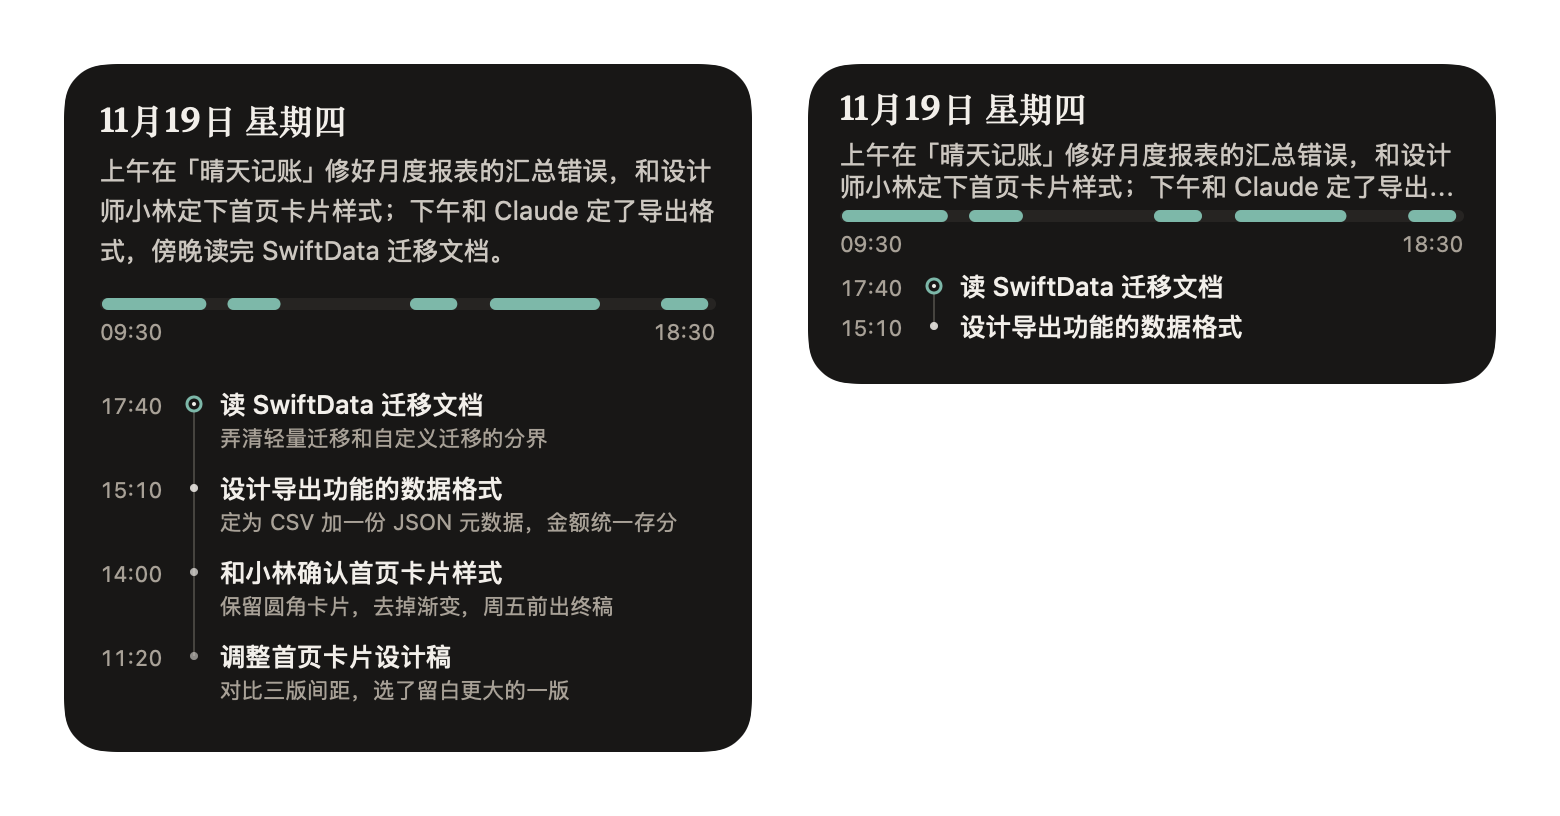 11月19日 星期四
上午在「晴天记账」修好月度报表的汇总错误，和设计
师小林定下首页卡片样式；下午和 Claude 定了导出格
式，傍晚读完 SwiftData 迁移文档。
09:30 18:30
17:40 读 SwiftData 迁移文档
弄清轻量迁移和自定义迁移的分界
15:10 设计导出功能的数据格式
定为 CSV 加一份 JSON 元数据，金额统一存分
14:00 和小林确认首页卡片样式
保留圆角卡片，去掉渐变，周五前出终稿
11:20 调整首页卡片设计稿
对比三版间距，选了留白更大的一版
11月19日 星期四
上午在「晴天记账」修好月度报表的汇总错误，和设计
师小林定下首页卡片样式；下午和 Claude 定了导出...
09:30 18:30
17:40 读 SwiftData 迁移文档
15:10 设计导出功能的数据格式